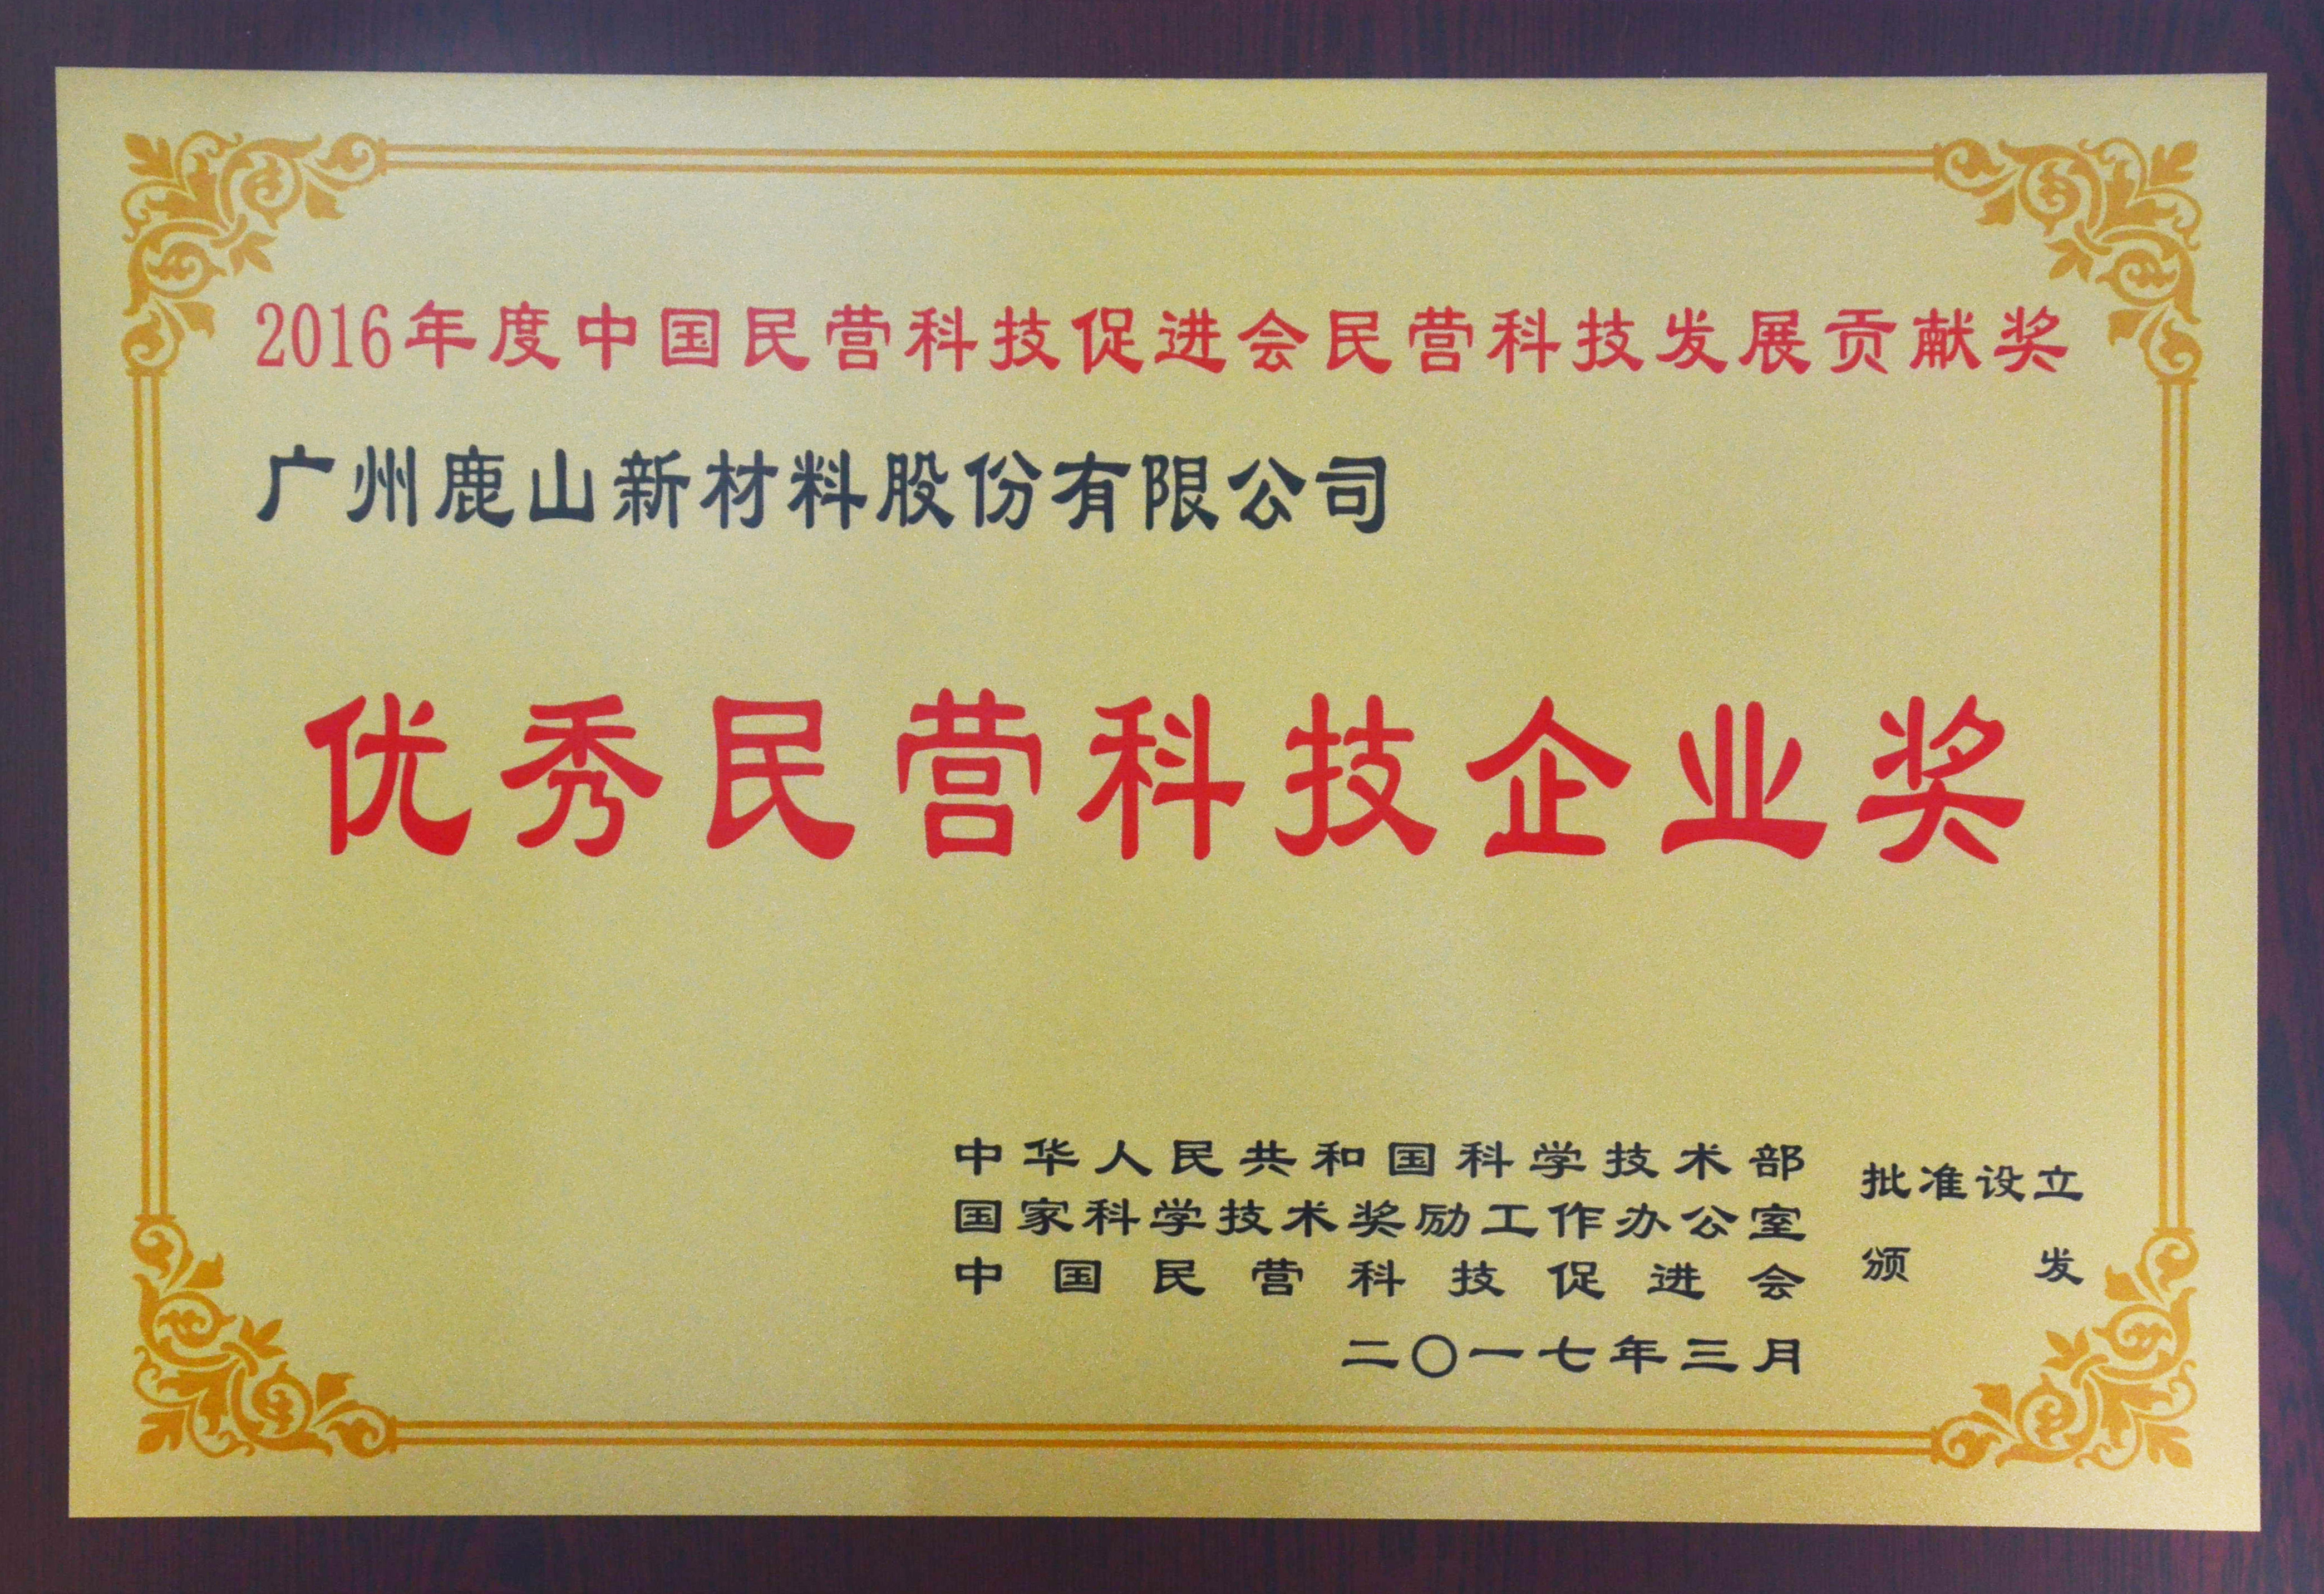 2016年度中国民营科技促进会民营科技发展贡献奖
广州鹿山新材料股份有限公司
优秀民营科技企业奖
中华人民共和国科学技术部
国家科学技术奖励工作办公室
批准设立
中国民营科技促进会
颁发
二〇一七年三月